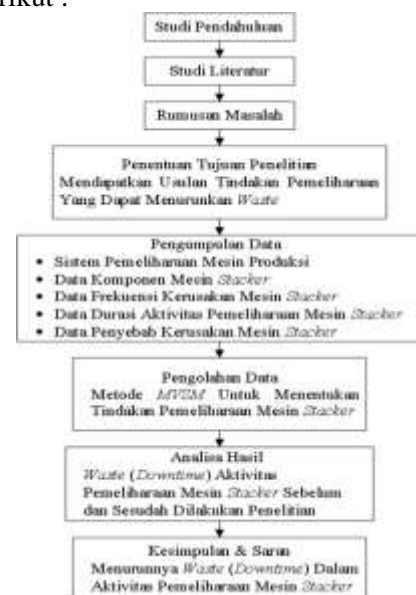 rikut :
Studi Pendahuluan
Studi Literatur
Rumusan Masalah
Penentuan Tujuan Penelitian
Mendapatkan Usulan Tindakan Pemeliharaan
Yang Dapat Menurunkan Waste
Pengumpulan Data
• Sistem Pemeliharaan Mesin Produksi
• Data Komponen Mesin Stacker
• Data Frekuensi Kerusakan Mesin Stacker
• Data Durasi Aktivitas Pemeliharaan Mesin Stacker
• Data Penyebab Kerusakan Mesin Stacker
Pengolahan Data
Metode MVSM Untuk Menentukan
Tindakan Pemeliharaan Mesin Stacker
Analisa Hasil
Waste (Downtime) Aktivitas
Pemeliharaan Mesin Stacker Sebelum
dan Sesudah Dilakukan Penelitian
Kesimpulan & Saran
Menurunnya Waste (Downtime) Dalam
Aktivitas Pemeliharaan Mesin Stacker